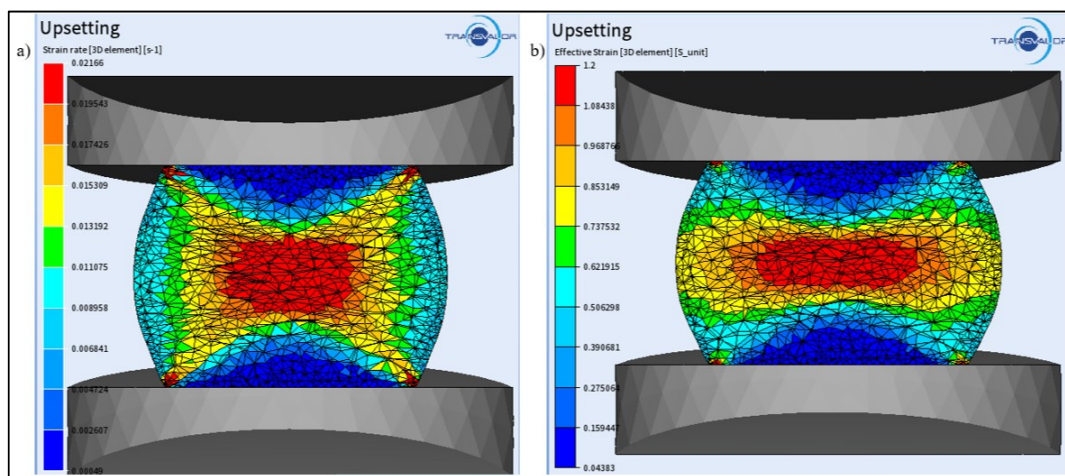 a)
Upsetting
Strain rate [3D element] [s-1]
TRANSVALOR
0.02166
0.019543
0.017426
0.015309
0.013192
0.011075
0.008958
0.006841
0.004724
0.002607
0.00049
b)
Upsetting
Effective Strain [3D element] [S_unit]
TRANSVALOR
1.2
1.08438
0.968766
0.853149
0.737532
0.621915
0.506298
0.390681
0.275064
0.159447
0.04383